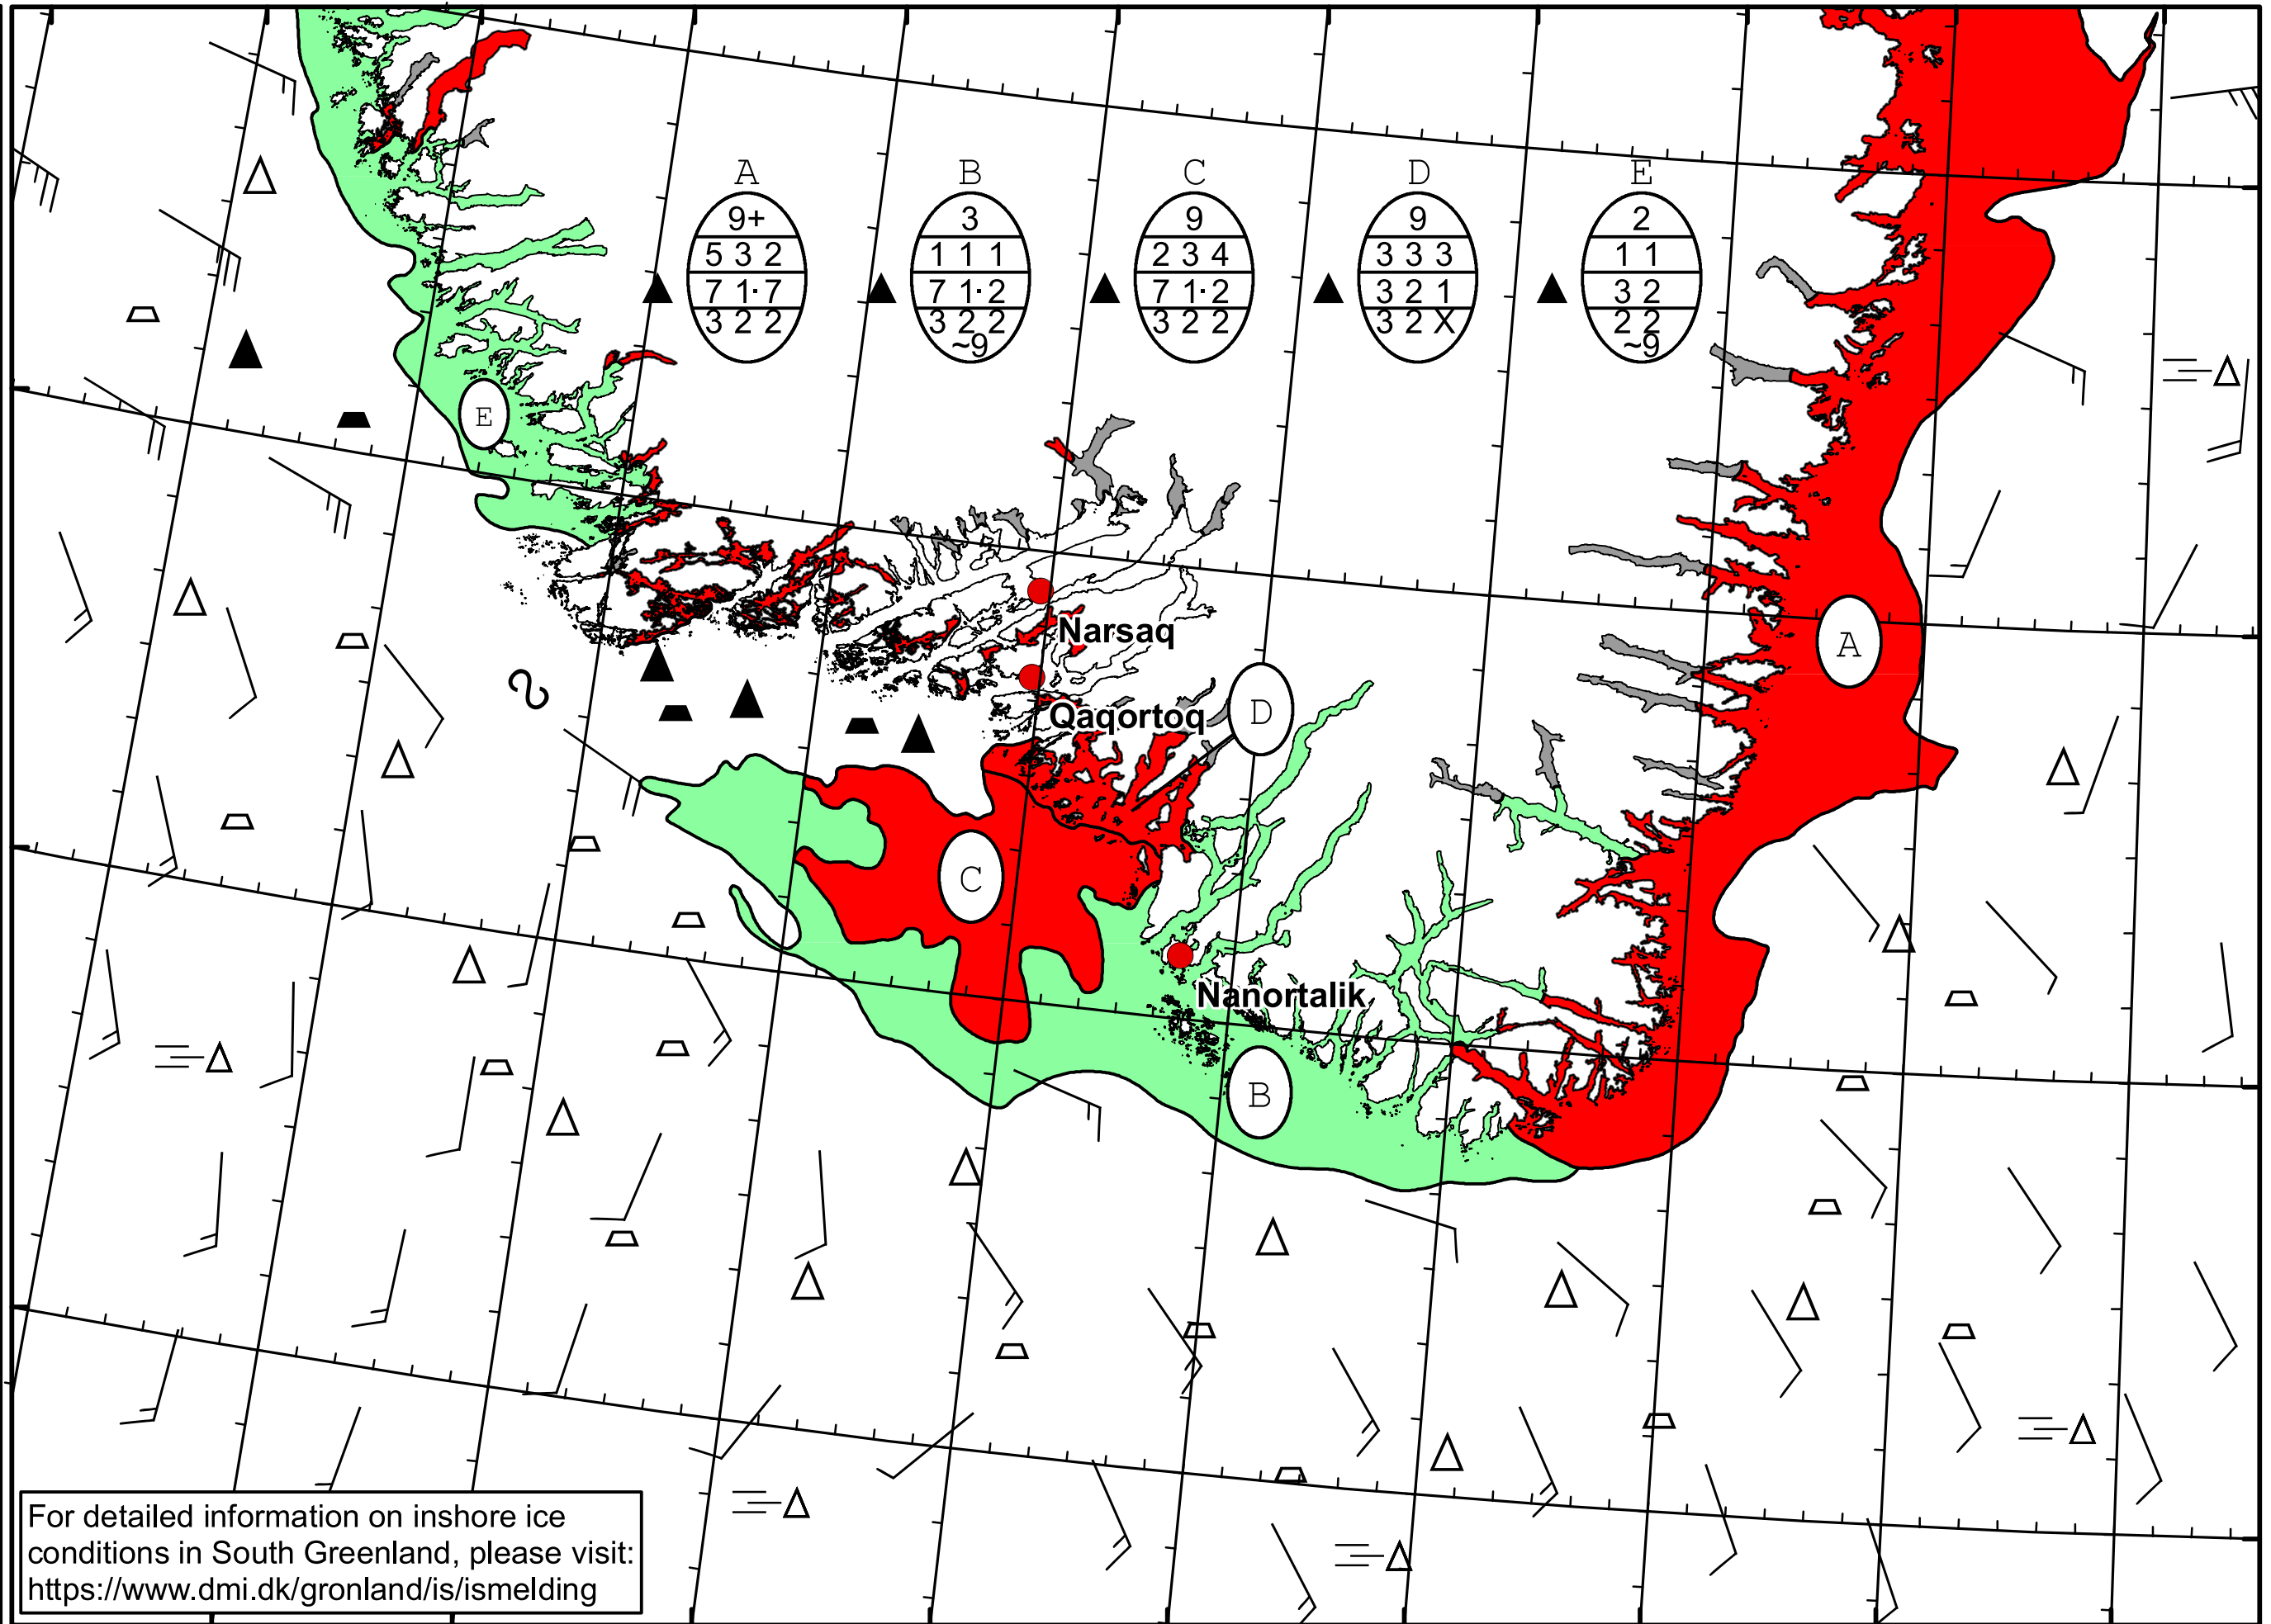 A B C D E
9+ 3 9 9 2
5 3 2 1 1 1 2 3 4 3 3 3 1 1
7 1· 7 7 1· 2 7 1· 2 3 2 1 3 2
3 2 2 3 2 2 3 2 2 3 2 X 2 2
~9 ~9
E
Narsaq
A
Qaqortoq
D
C
Nanortalik
B
For detailed information on inshore ice
conditions in South Greenland, please visit:
https://www.dmi.dk/gronland/is/ismelding